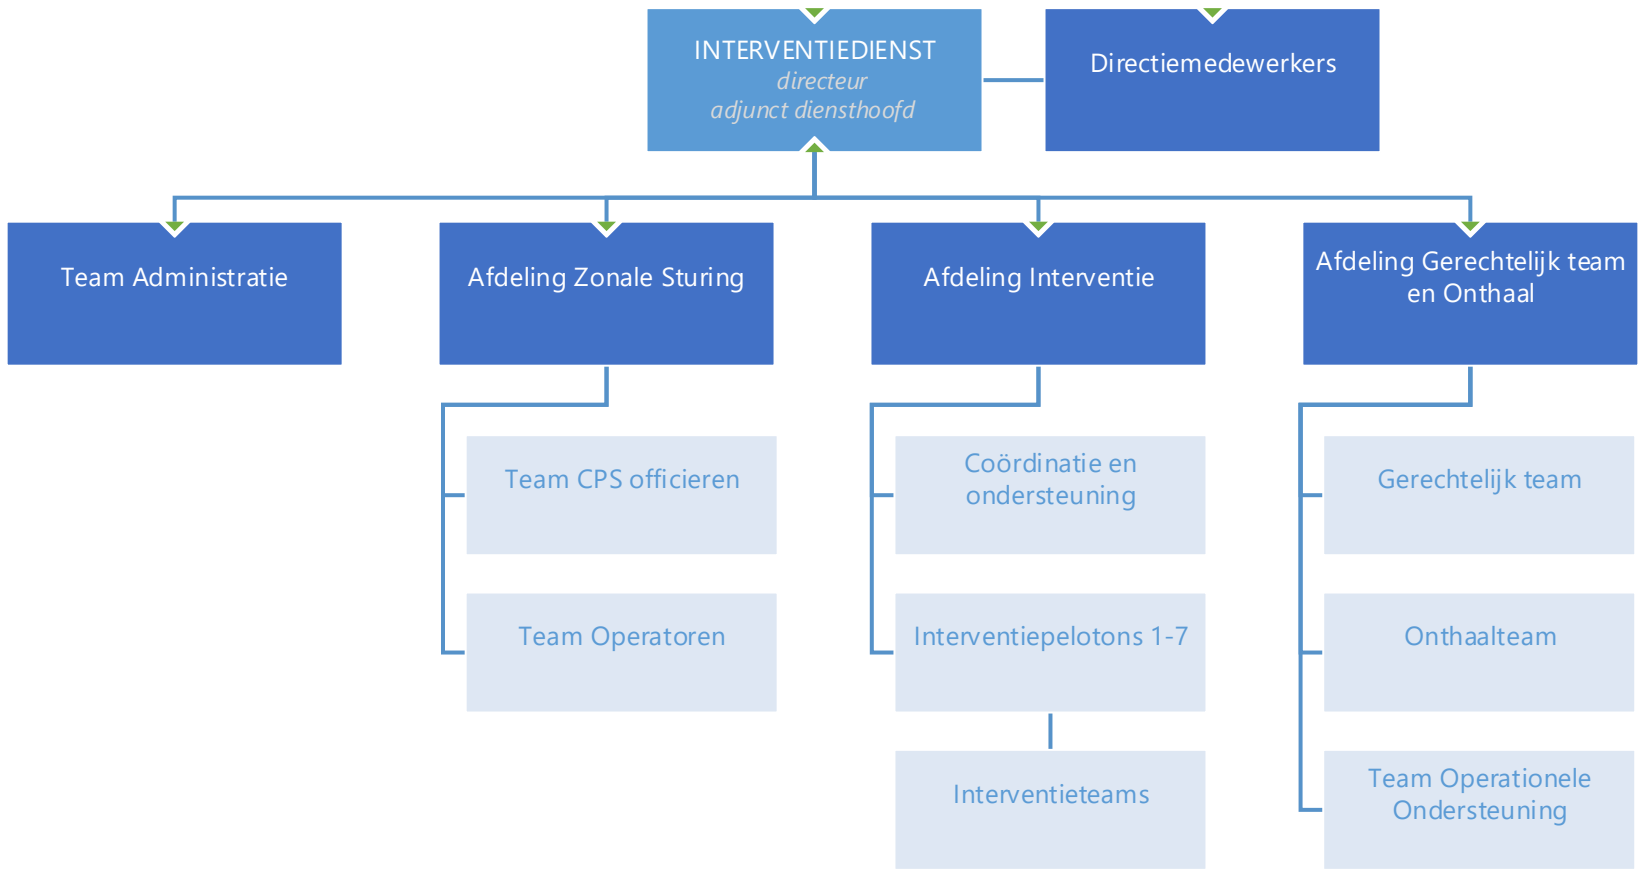 INTERVENTIEDIENST
directeur
adjunct diensthoofd
Directiemedewerkers
Team Administratie
Afdeling Zonale Sturing
Afdeling Interventie
Afdeling Gerechtelijk team
en Onthaal
Team CPS officieren
Coördinatie en
ondersteuning
Gerechtelijk team
Team Operatoren
Interventiepelotons 1-7
Onthaalteam
Interventieteams
Team Operationele
Ondersteuning